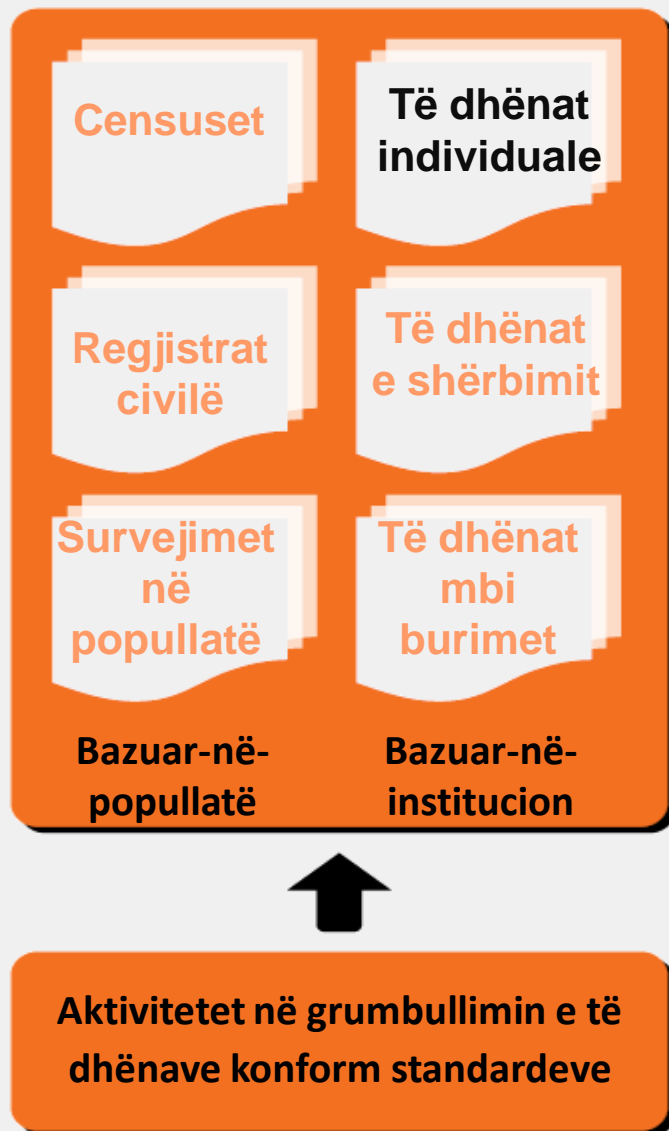 Censuset
Të dhënat
individuale
Regjistrat
civilë
Të dhënat
e shërbimit
Survejimet
në
popullatë
Të dhënat
mbi
burimet
Bazuar-në-
popullatë
Bazuar-në-
institucion
Aktivitetet në grumbullimin e të
dhënave konform standardeve